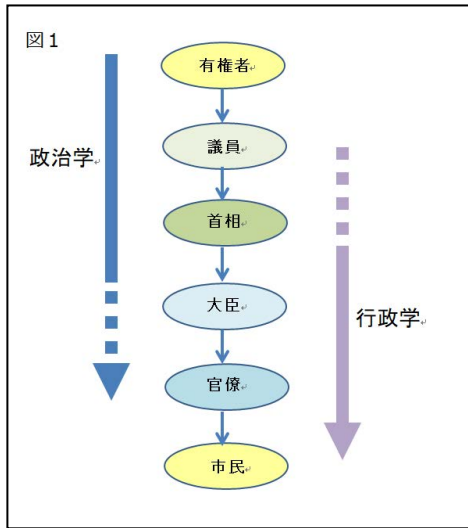 図１
有権者
議員
政治学
首相
大臣
行政学
官僚
市民